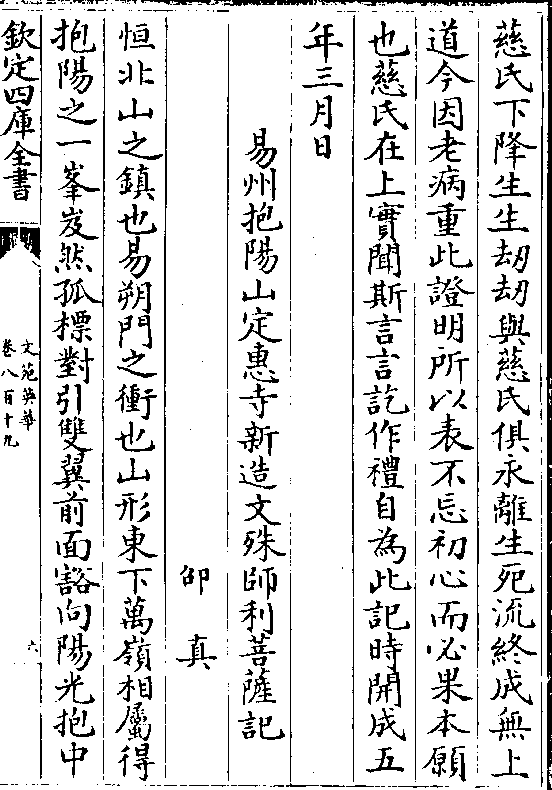 慈氏下降生生劫劫與慈氏俱永離生死流終成無上
道今因老病重此證明所以表不忘初心而必果本願
也慈氏在上實聞斯言言訖作禮自為此記時開成五
年三月日
易州抱陽山定惠寺新造文殊師利菩薩記
邵真
恒北山之鎮也易朔門之衝也山形東下萬嶺相屬得
抱陽之一峯岌然孤標對引雙翼前面豁向陽光抱中
欽定四庫全書
文苑英華
卷八百十九
六